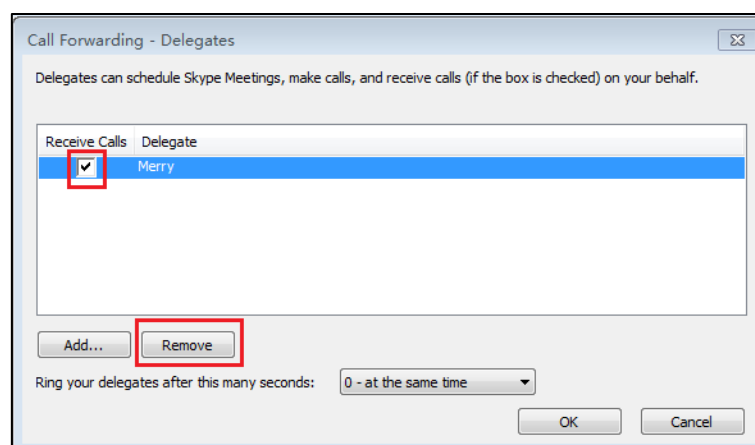 Call Forwarding - Delegates
Delegates can schedule Skype Meetings, make calls, and receive calls (if the box is checked) on your behalf.
Receive Calls Delegate
Merry
Add... Remove
Ring your delegates after this many seconds: 0 - at the same time
OK Cancel